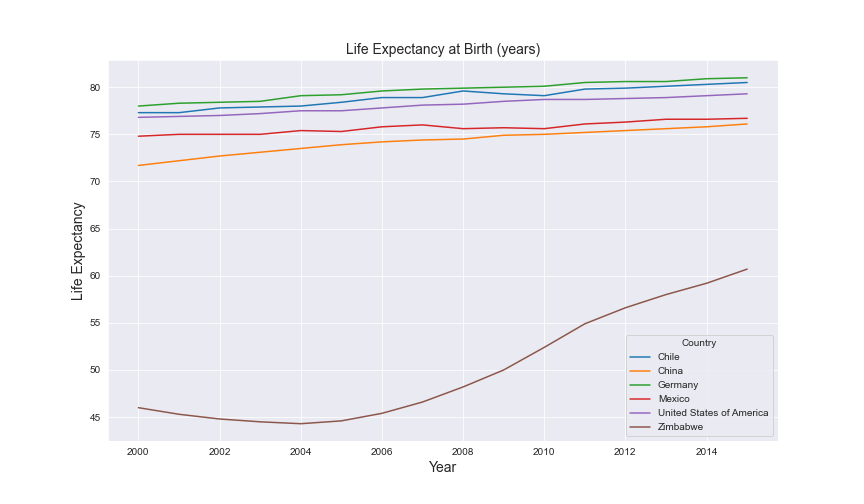 Life Expectancy at Birth (years)
Life Expectancy
80
75
70
65
60
55
50
45
Country
Chile
China
Germany
Mexico
United States of America
Zimbabwe
2000 2002 2004 2006 2008 2010 2012 2014
Year